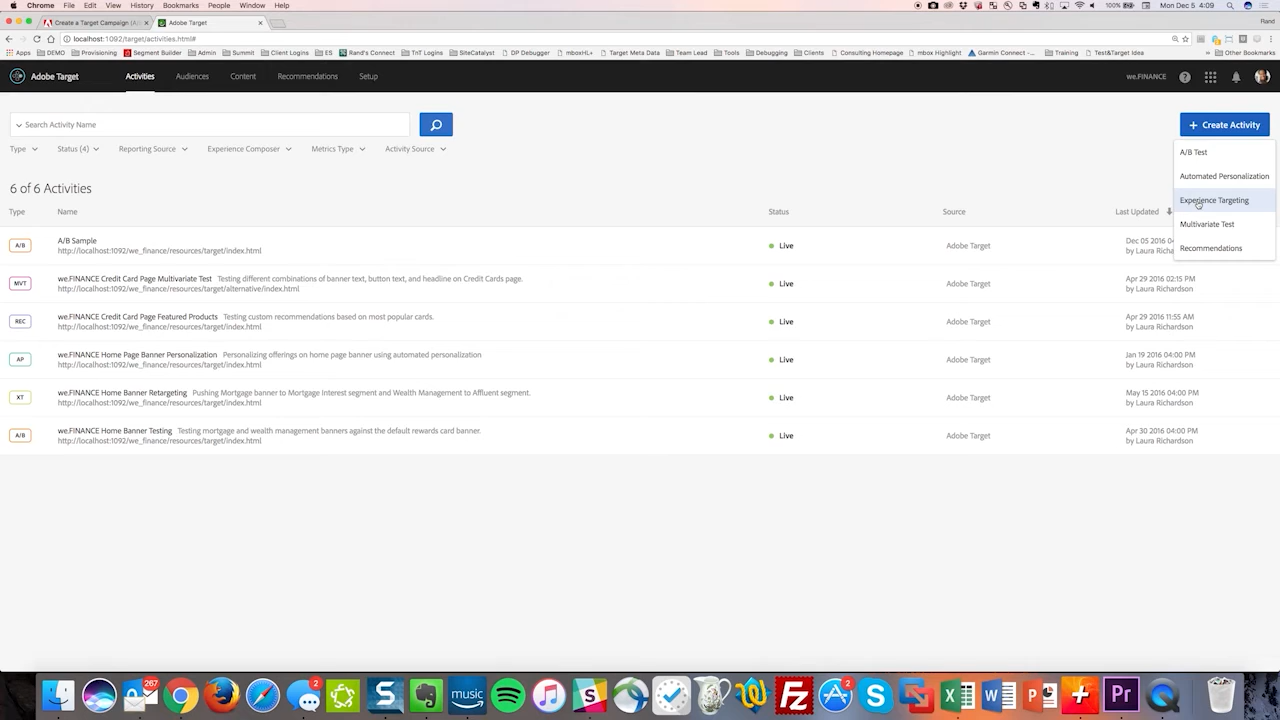 Chrome File Edit View History Bookmarks People Window Help 100% Mon Dec 5 4:09
Create a Target Campaign (A/ Adobe Target Rand
localhost:1092/target/activities.html#
Apps DEMO Provisioning Segment Builder Admin Summit Client Logins ES Rand's Connect TnT Logins SiteCatalyst DP Debugger mboxHL+ Target Meta Data Team Lead Tools Debugging Clients Consulting Homepage mbox Highlight Garmin Connect -... Training Test&Target Idea Other Bookmarks
Adobe Target Activities Audiences Content Recommendations Setup we.FINANCE
Search Activity Name
+ Create Activity
Type Status (4) Reporting Source Experience Composer Metrics Type Activity Source
A/B Test
Automated Personalization
Experience Targeting
Multivariate Test
Recommendations
6 of 6 Activities
Type Name Status Source Last Updated
A/B A/B Sample Live Adobe Target Dec 05 2016 04
http://localhost:1092/we_finance/resources/target/index.html by Laura Richardson
MVT we.FINANCE Credit Card Page Multivariate Test Testing different combinations of banner text, button text, and headline on Credit Cards page. Live Adobe Target Apr 29 2016 02:15 PM
http://localhost:1092/we_finance/resources/target/alternative/index.html by Laura Richardson
REC we.FINANCE Credit Card Page Featured Products Testing custom recommendations based on most popular cards. Live Adobe Target Apr 29 2016 11:55 AM
http://localhost:1092/we_finance/resources/target/index.html by Laura Richardson
AP we.FINANCE Home Page Banner Personalization Personalizing offerings on home page banner using automated personalization Live Adobe Target Jan 19 2016 04:00 PM
http://localhost:1092/we_finance/resources/target/index.html by Laura Richardson
XT we.FINANCE Home Banner Retargeting Pushing Mortgage banner to Mortgage Interest segment and Wealth Management to Affluent segment. Live Adobe Target May 15 2016 04:00 PM
http://localhost:1092/we_finance/resources/target/index.html by Laura Richardson
A/B we.FINANCE Home Banner Testing Testing mortgage and wealth management banners against the default rewards card banner. Live Adobe Target Apr 30 2016 04:00 PM
http://localhost:1092/we_finance/resources/target/index.html by Laura Richardson
267 2 S music S W Fz 2 S X W P Pr